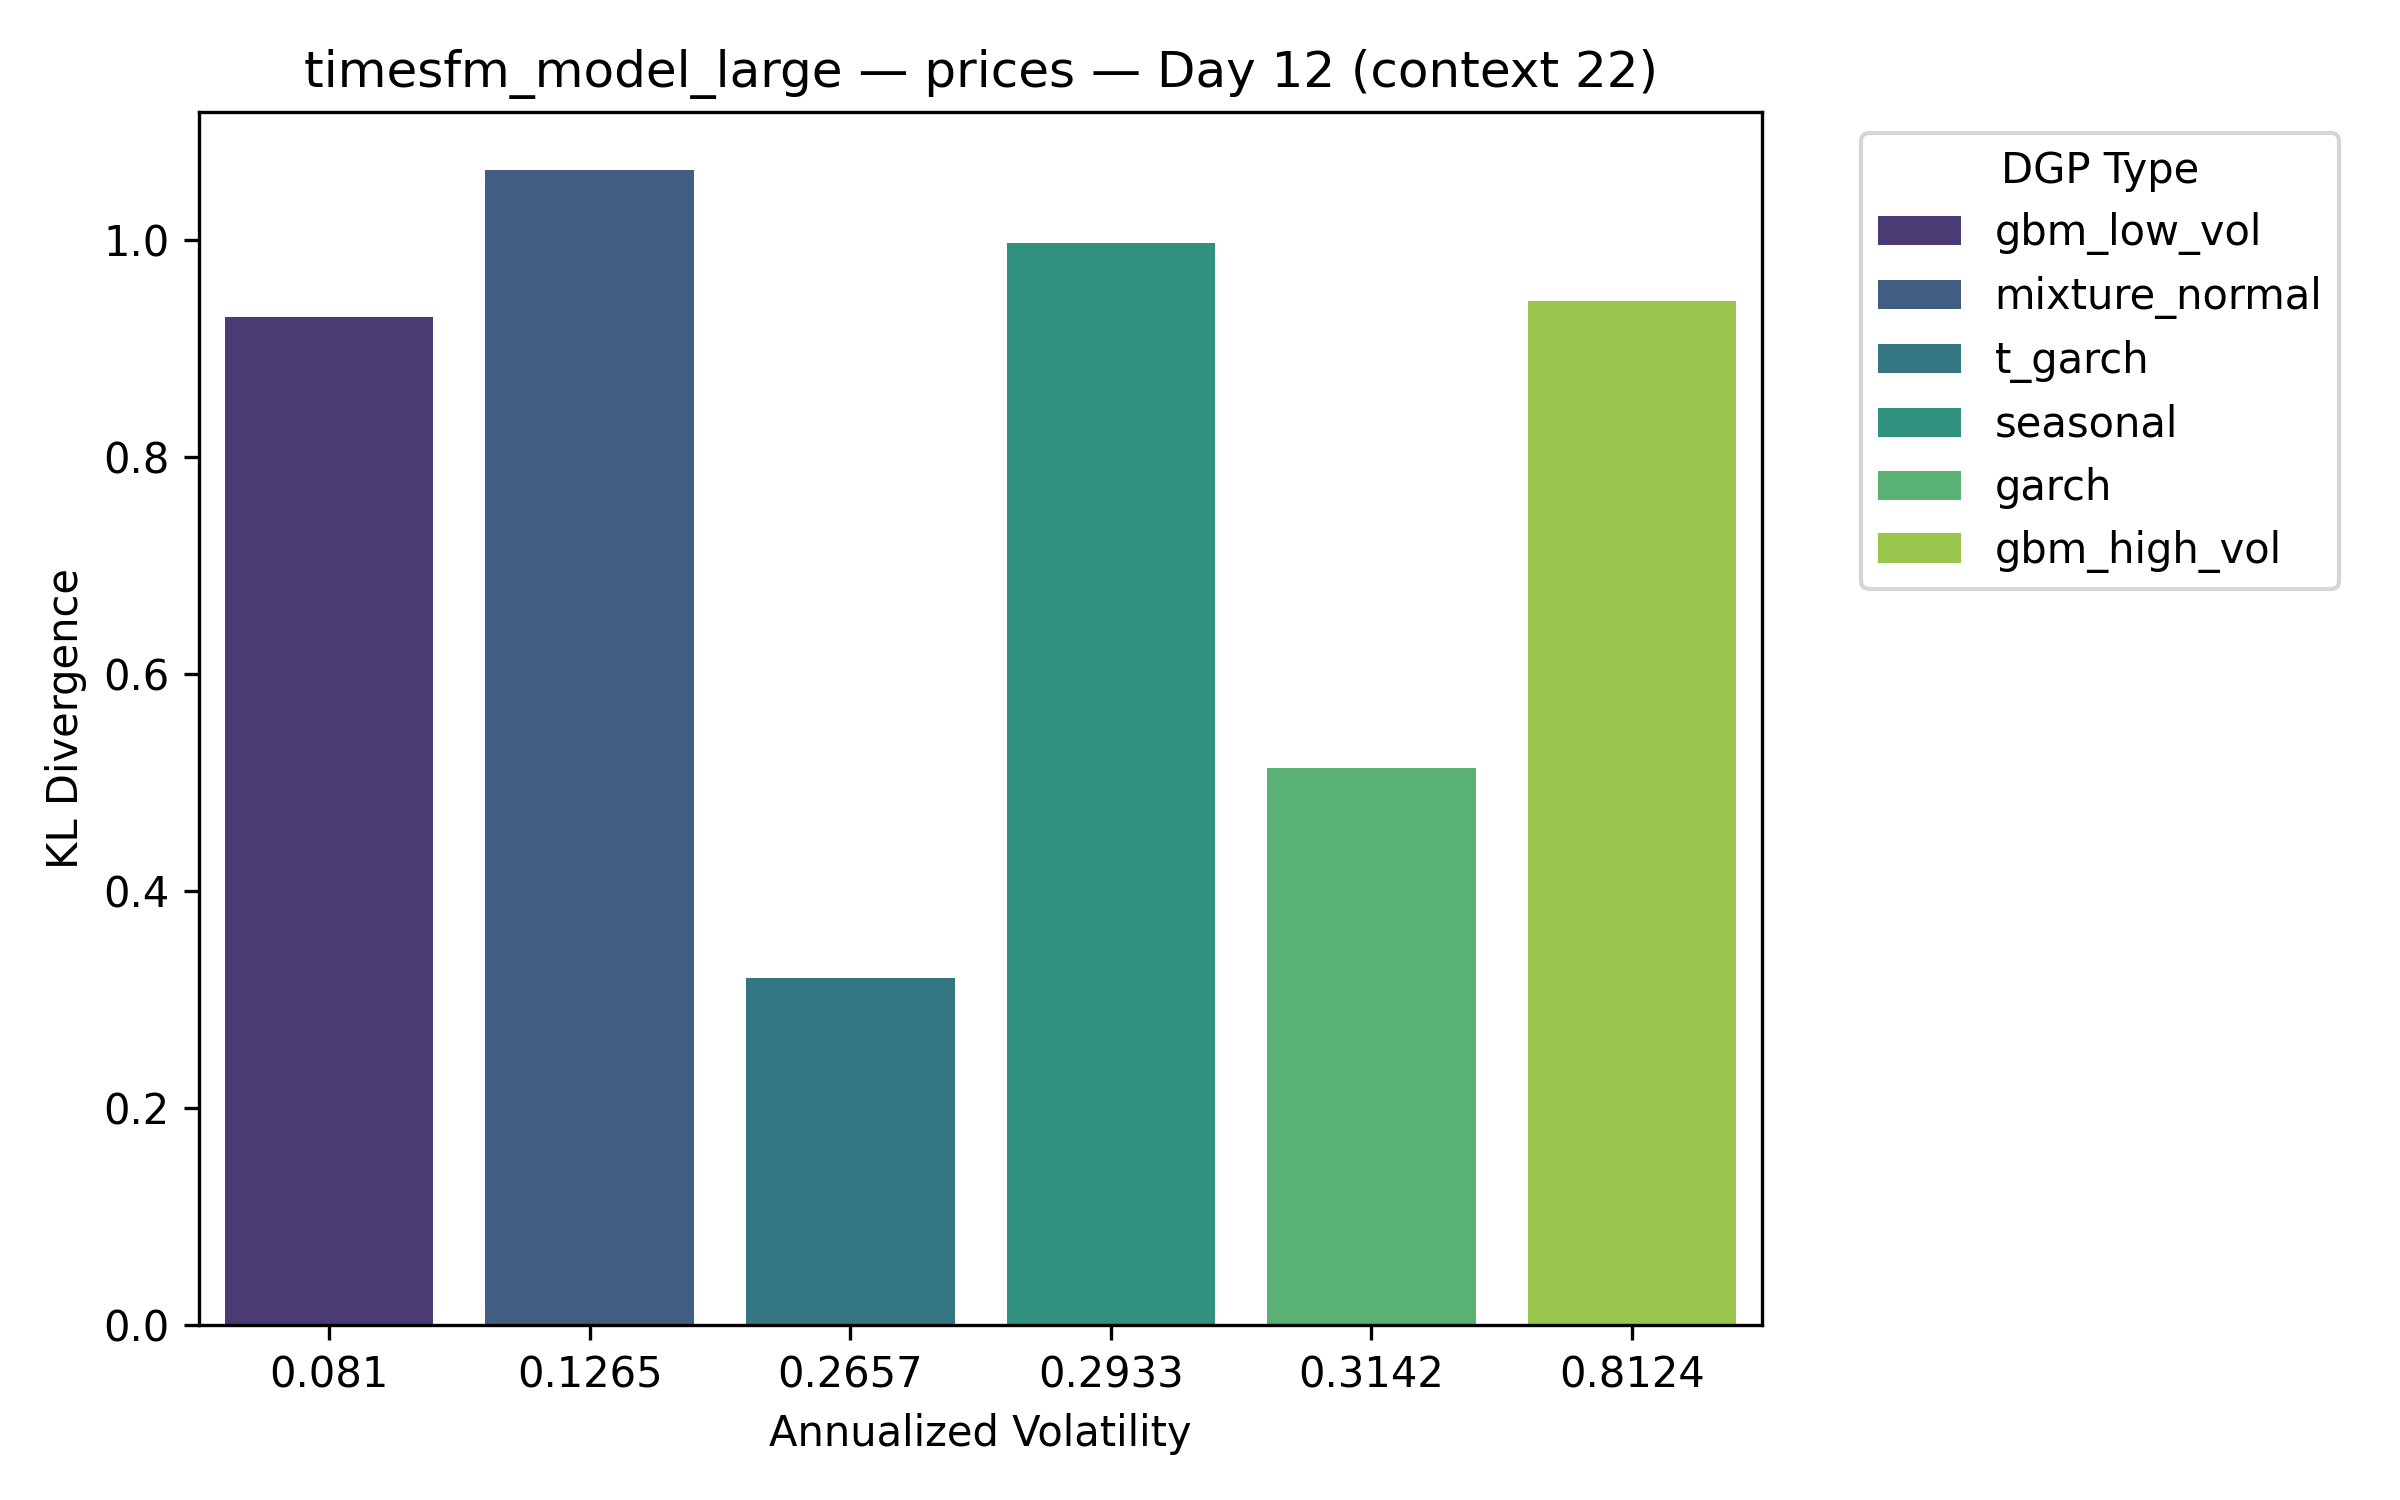 timesfm_model_large — prices — Day 12 (context 22)
KL Divergence
1.0
0.8
0.6
0.4
0.2
0.0
0.081 0.1265 0.2657 0.2933 0.3142 0.8124
Annualized Volatility
DGP Type
gbm_low_vol
mixture_normal
t_garch
seasonal
garch
gbm_high_vol